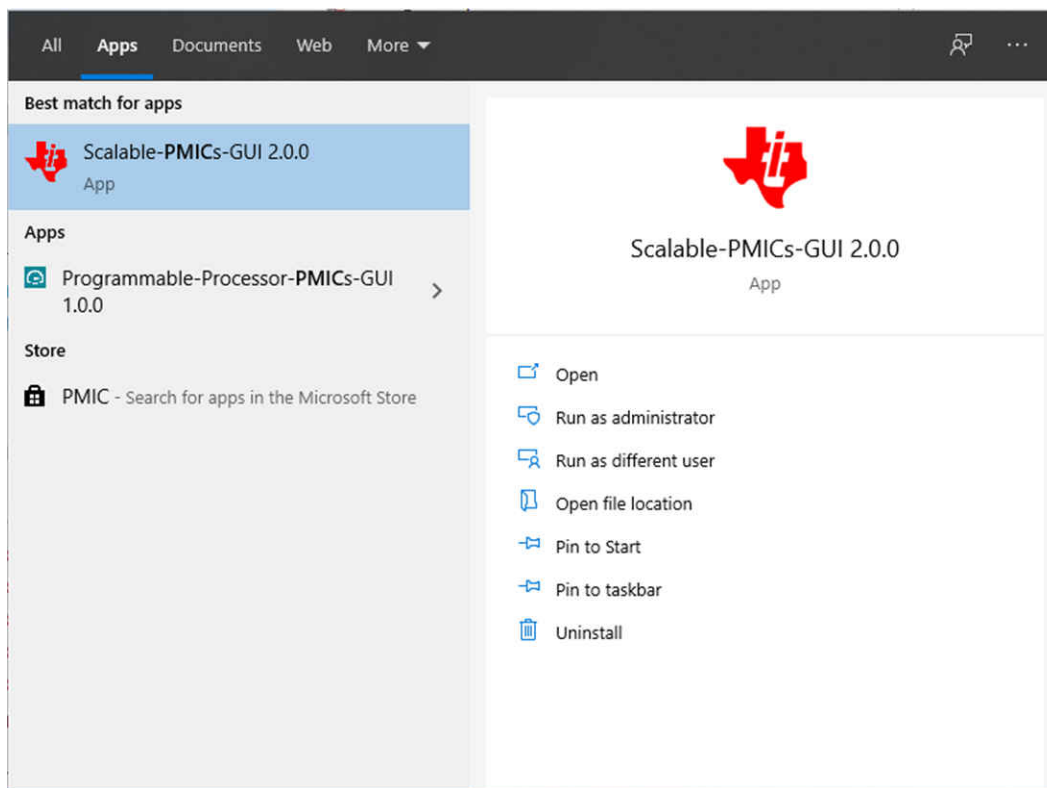 All Apps Documents Web More
Best match for apps
Scalable-PMICs-GUI 2.0.0
App
Apps
Programmable-Processor-PMICs-GUI
1.0.0
Store
PMIC - Search for apps in the Microsoft Store
ti
Scalable-PMICs-GUI 2.0.0
App
Open
Run as administrator
Run as different user
Open file location
Pin to Start
Pin to taskbar
Uninstall